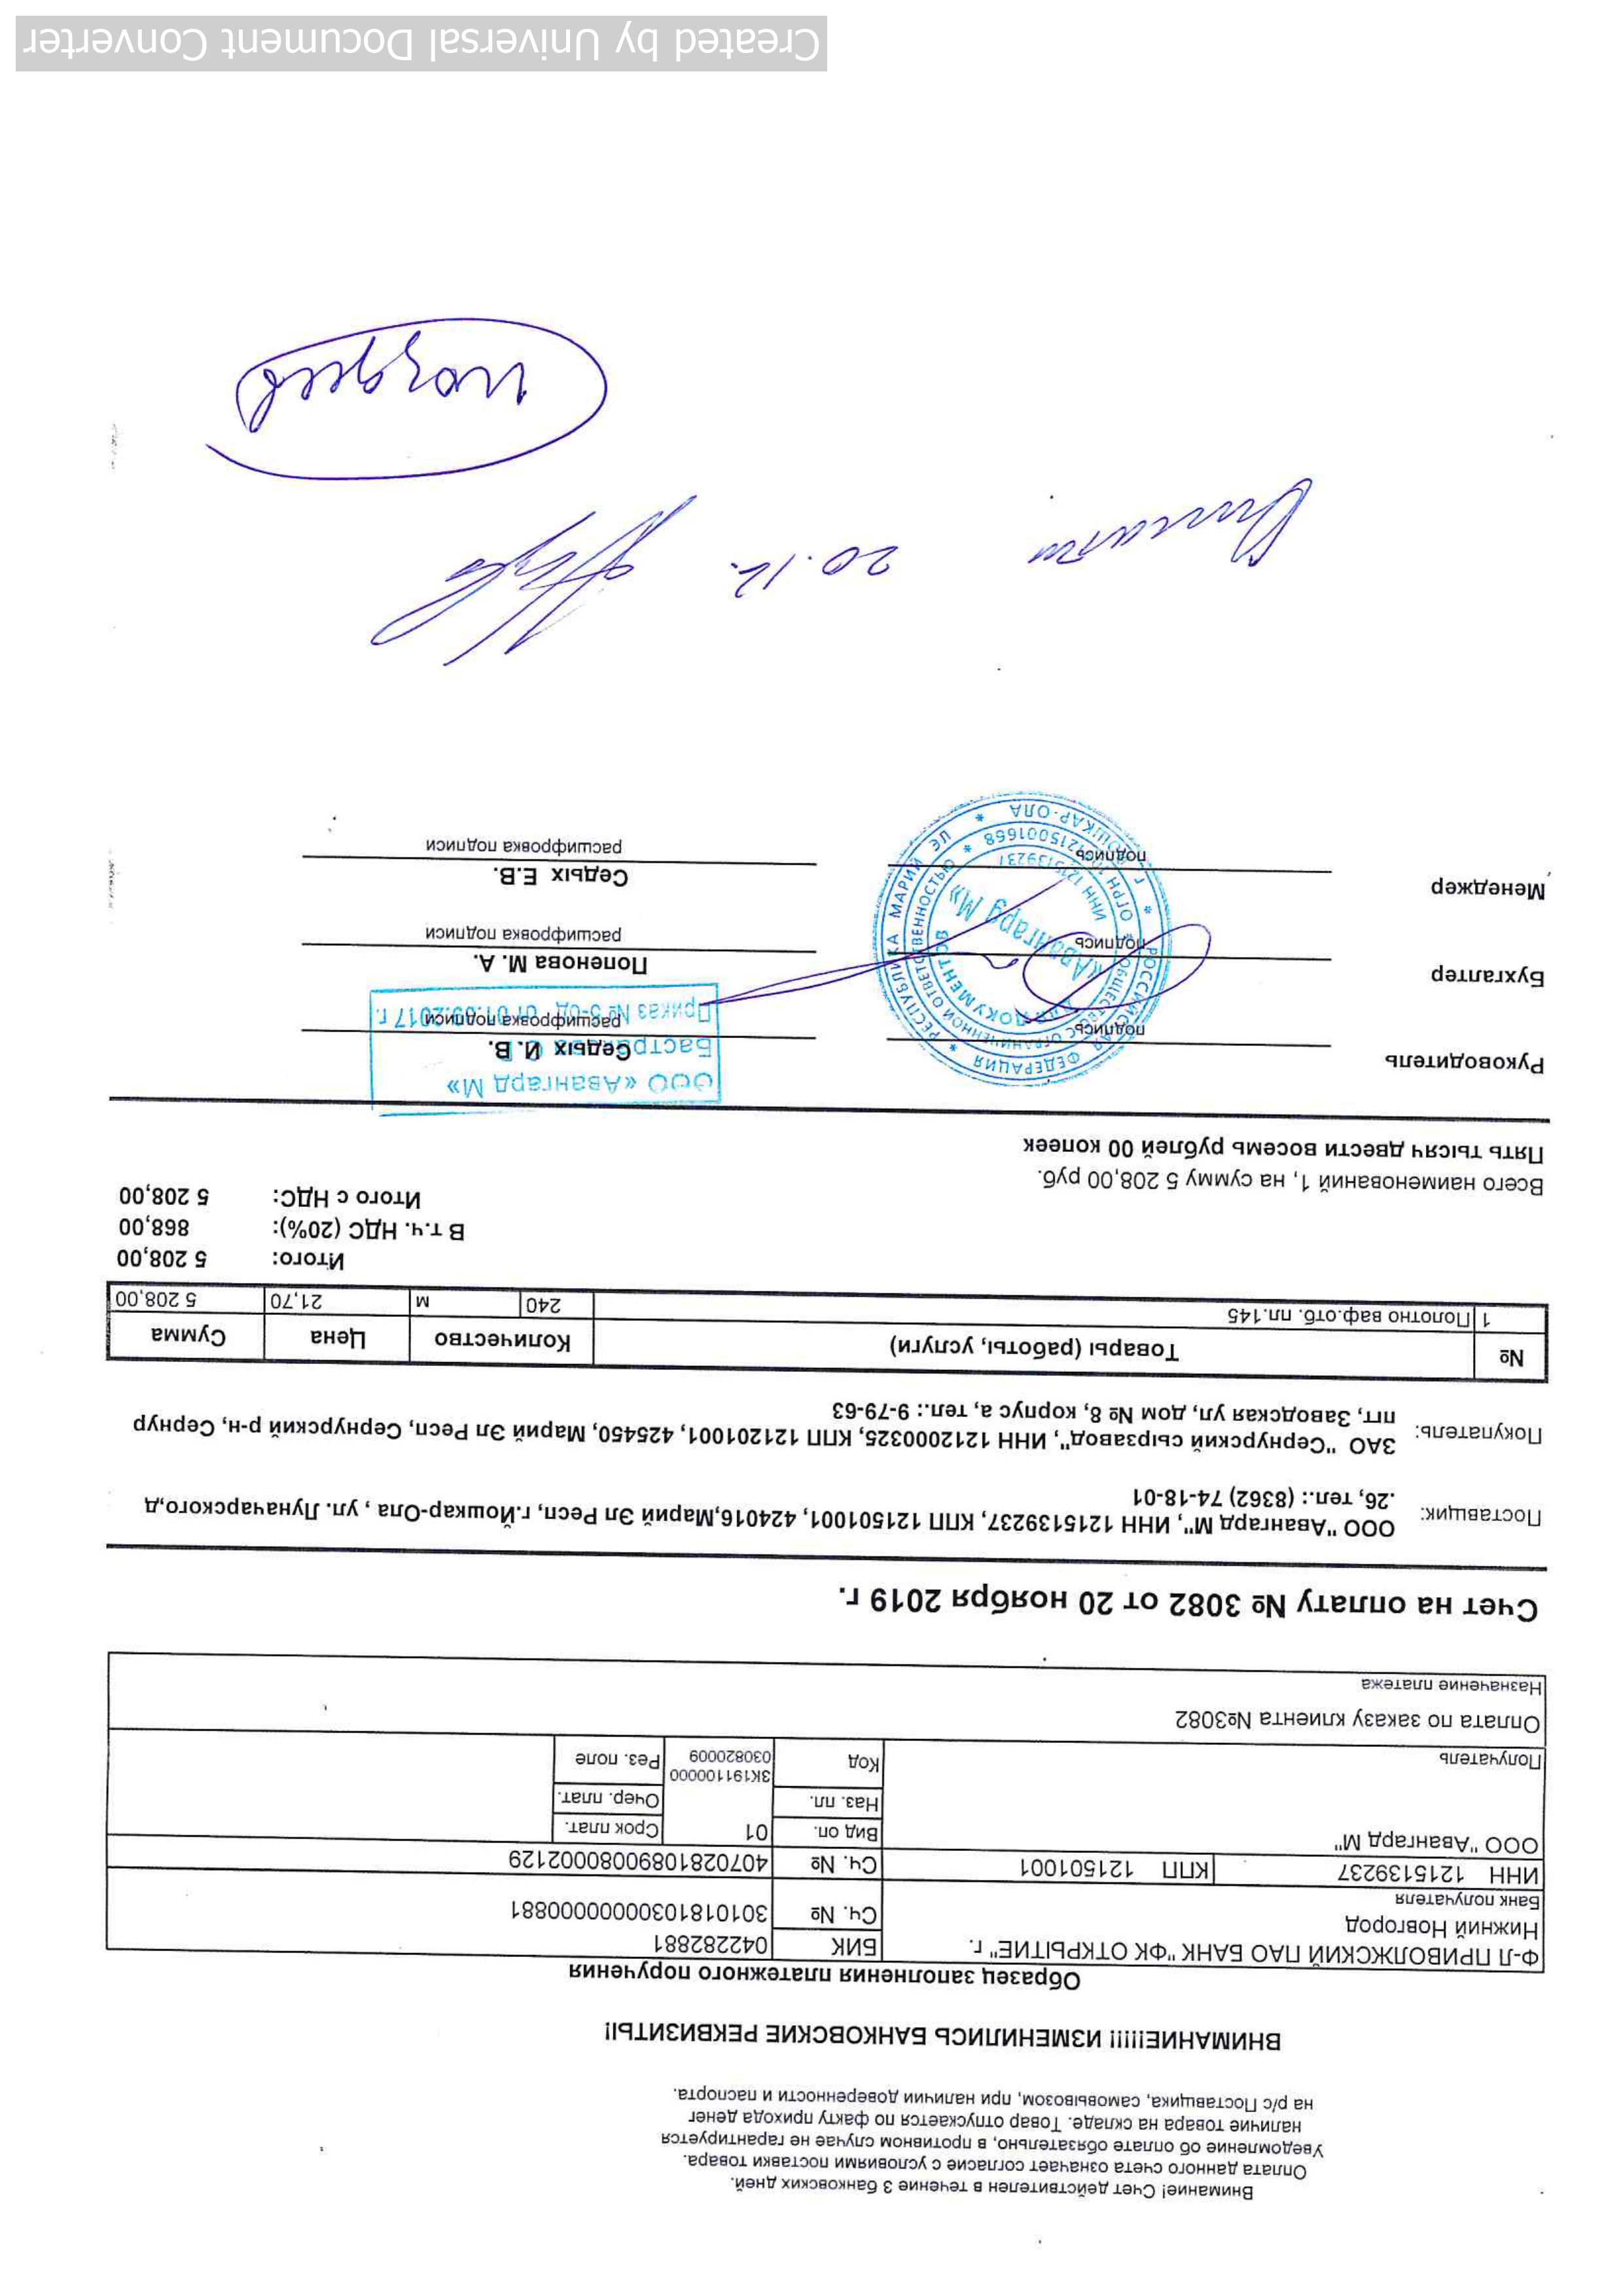 Внимание! Счет действителен в течение 3 банковских дней.
Оплата данного счета означает согласие с условиями поставки товара.
Уведомление об оплате обязательно, в противном случае не гарантируется
наличие товара на складе. Товар отпускается по факту прихода денег
на р/с Поставщика, самовывозом, при наличии доверенности и паспорта.
ВНИМАНИЕ!!!!! ИЗМЕНИЛИСЬ БАНКОВСКИЕ РЕКВИЗИТЫ!
Образец заполнения платежного поручения
Ф-Л ПРИВОЛЖСКИЙ ПАО БАНК "ФК ОТКРЫТИЕ" г. БИК 042282881
Нижний Новгород Сч. № 30101810300000000881
Банк получателя
ИНН 1215139237 КПП 121501001 Сч. № 40702810890080002129
ООО "Авангард М" Вид оп. 01 Срок плат.
Наз. пл. Очер. плат.
Получатель Код ЗК191100000
030820009 Рез. поле
Оплата по заказу клиента №3082
Назначение платежа
Счет на оплату № 3082 от 20 ноября 2019 г.
Поставщик: ООО "Авангард М", ИНН 1215139237, КПП 121501001, 424016,Марий Эл Респ, г.Йошкар-Ола , ул. Луначарского,д
.26, тел.: (8362) 74-18-01
Покупатель: ЗАО "Сернурский сырзавод", ИНН 1212000325, КПП 121201001, 425450, Марий Эл Респ, Сернурский р-н, Сернур
пгт, Заводская ул, дом № 8, корпус а, тел.: 9-79-63
№ Товары (работы, услуги) Количество Цена Сумма
1 Полотно ваф.отб. пл.145 240 м 21,70 5 208,00
Итого: 5 208,00
В т.ч. НДС (20%): 868,00
Итого с НДС: 5 208,00
Всего наименований 1, на сумму 5 208,00 руб.
Пять тысяч двести восемь рублей 00 копеек
ООО «Авангард М»
Руководитель подпись Седых И. В. расшифровка подписи
Приказ № 5-од от 01.09.2017 г.
Бухгалтер подпись Попенова М. А. расшифровка подписи
Менеджер подпись Седых Е.В. расшифровка подписи
РОССИЙСКАЯ ФЕДЕРАЦИЯ * РЕСПУБЛИКА МАРИЙ ЭЛ * г. ЙОШКАР-ОЛА *
ОБЩЕСТВО С ОГРАНИЧЕННОЙ ОТВЕТСТВЕННОСТЬЮ
ИНН 1215139237
ДОКУМЕНТОВ
«Авангард М»
Оплати 20.12.
Created by Universal Document Converter